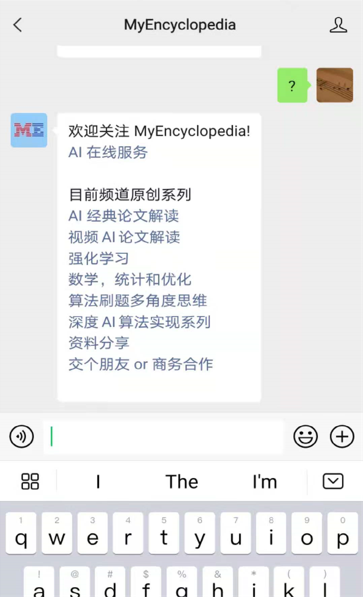 MyEncyclopedia
?
ME
欢迎关注 MyEncyclopedia!
AI 在线服务
目前频道原创系列
AI 经典论文解读
视频 AI 论文解读
强化学习
数学，统计和优化
算法刷题多角度思维
深度 AI 算法实现系列
资料分享
交个朋友 or 商务合作
I The I'm
1 2 3 4 5 6 7 8 9 0
q w e r t y u i o p
! @ # $ % & * ( )
a s d f g h j k l